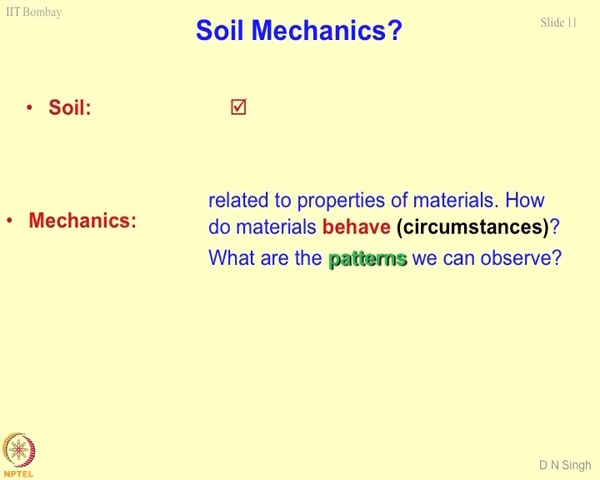 IIT Bombay
Slide 11
Soil Mechanics?
• Soil: ☑
related to properties of materials. How
• Mechanics: do materials behave (circumstances)?
What are the patterns we can observe?
NPTEL
D N Singh